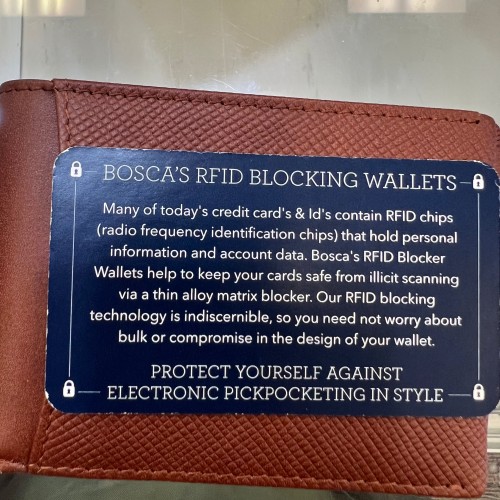 BOSCA'S RFID BLOCKING WALLETS
Many of today's credit card's & Id's contain RFID chips
(radio frequency identification chips) that hold personal
information and account data. Bosca's RFID Blocker
Wallets help to keep your cards safe from illicit scanning
via a thin alloy matrix blocker. Our RFID blocking
technology is indiscernible, so you need not worry about
bulk or compromise in the design of your wallet.
PROTECT YOURSELF AGAINST
ELECTRONIC PICKPOCKETING IN STYLE